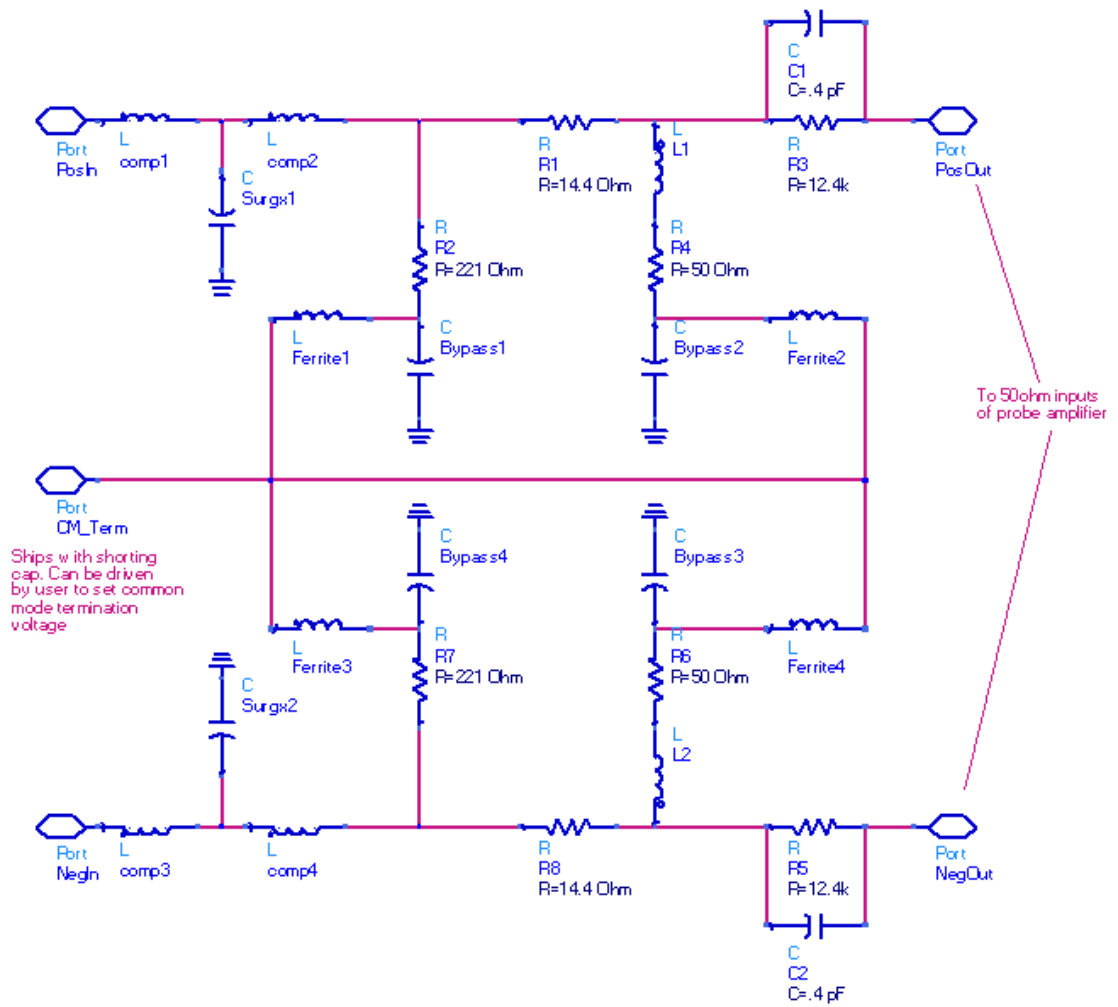 C
C1
C=.4 pF
Port
PosIn
L
comp1
L
comp2
R
R1
R=14.4 Ohm
L
L1
R
R3
R=12.4k
Port
PosOut
C
Surgx1
R
R2
R=221 Ohm
R
R4
R=50 Ohm
L
Ferrite1
C
Bypass1
C
Bypass2
L
Ferrite2
To 50ohm inputs
of probe amplifier
Port
CM_Term
Ships with shorting
cap. Can be driven
by user to set common
mode termination
voltage
C
Bypass4
C
Bypass3
L
Ferrite3
R
R7
R=221 Ohm
R
R6
R=50 Ohm
L
Ferrite4
C
Surgx2
L
L2
Port
NegIn
L
comp3
L
comp4
R
R8
R=14.4 Ohm
R
R5
R=12.4k
Port
NegOut
C
C2
C=.4 pF